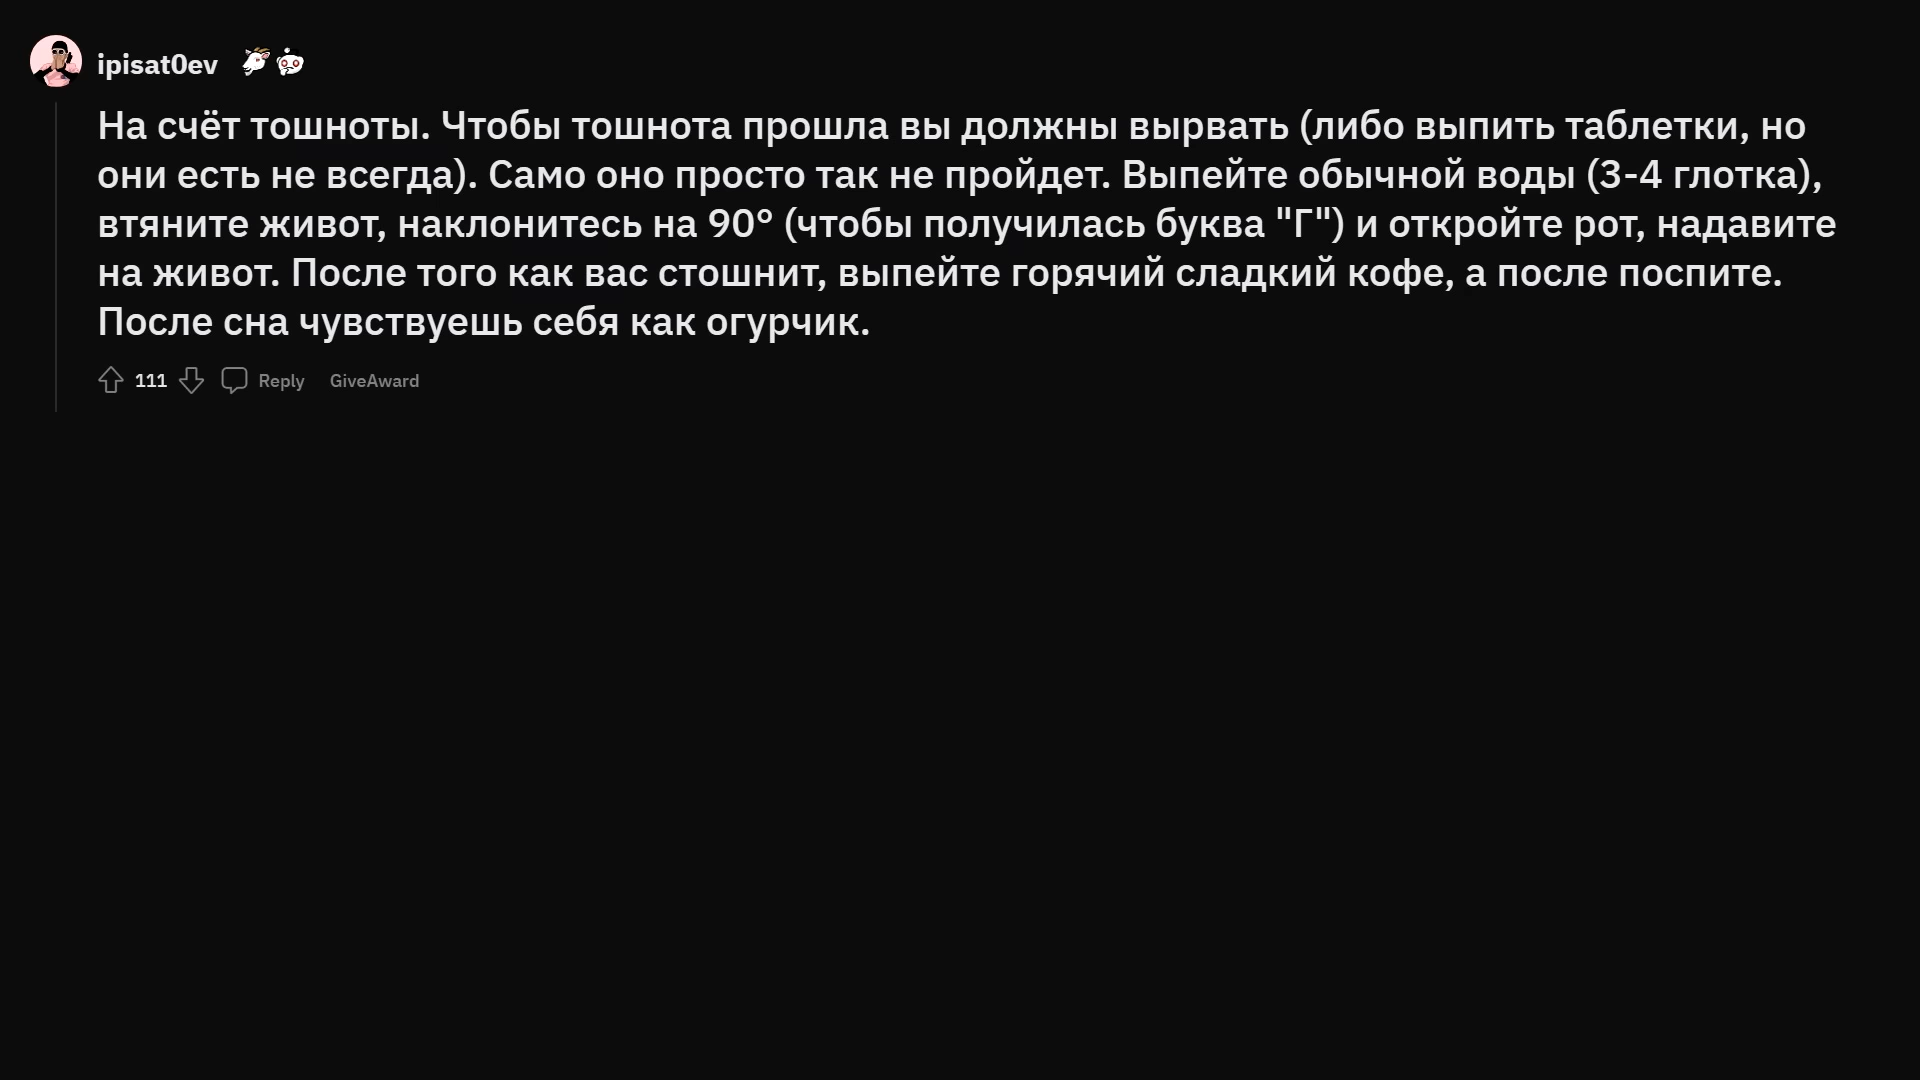 ipisat0ev
На счёт тошноты. Чтобы тошнота прошла вы должны вырвать (либо выпить таблетки, но
они есть не всегда). Само оно просто так не пройдет. Выпейте обычной воды (3-4 глотка),
втяните живот, наклонитесь на 90° (чтобы получилась буква "Г") и откройте рот, надавите
на живот. После того как вас стошнит, выпейте горячий сладкий кофе, а после поспите.
После сна чувствуешь себя как огурчик.
111 Reply GiveAward